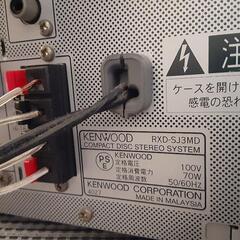 注
ケースを開け
感電の恐れ
KENWOOD RXD-SJ3MD
COMPACT DISC STEREO SYSTEM
PS E
定格電圧 100V
定格消費電力 70W
定格周波数 50/60Hz
KENWOOD CORPORATION
4027 MADE IN MALAYSIA